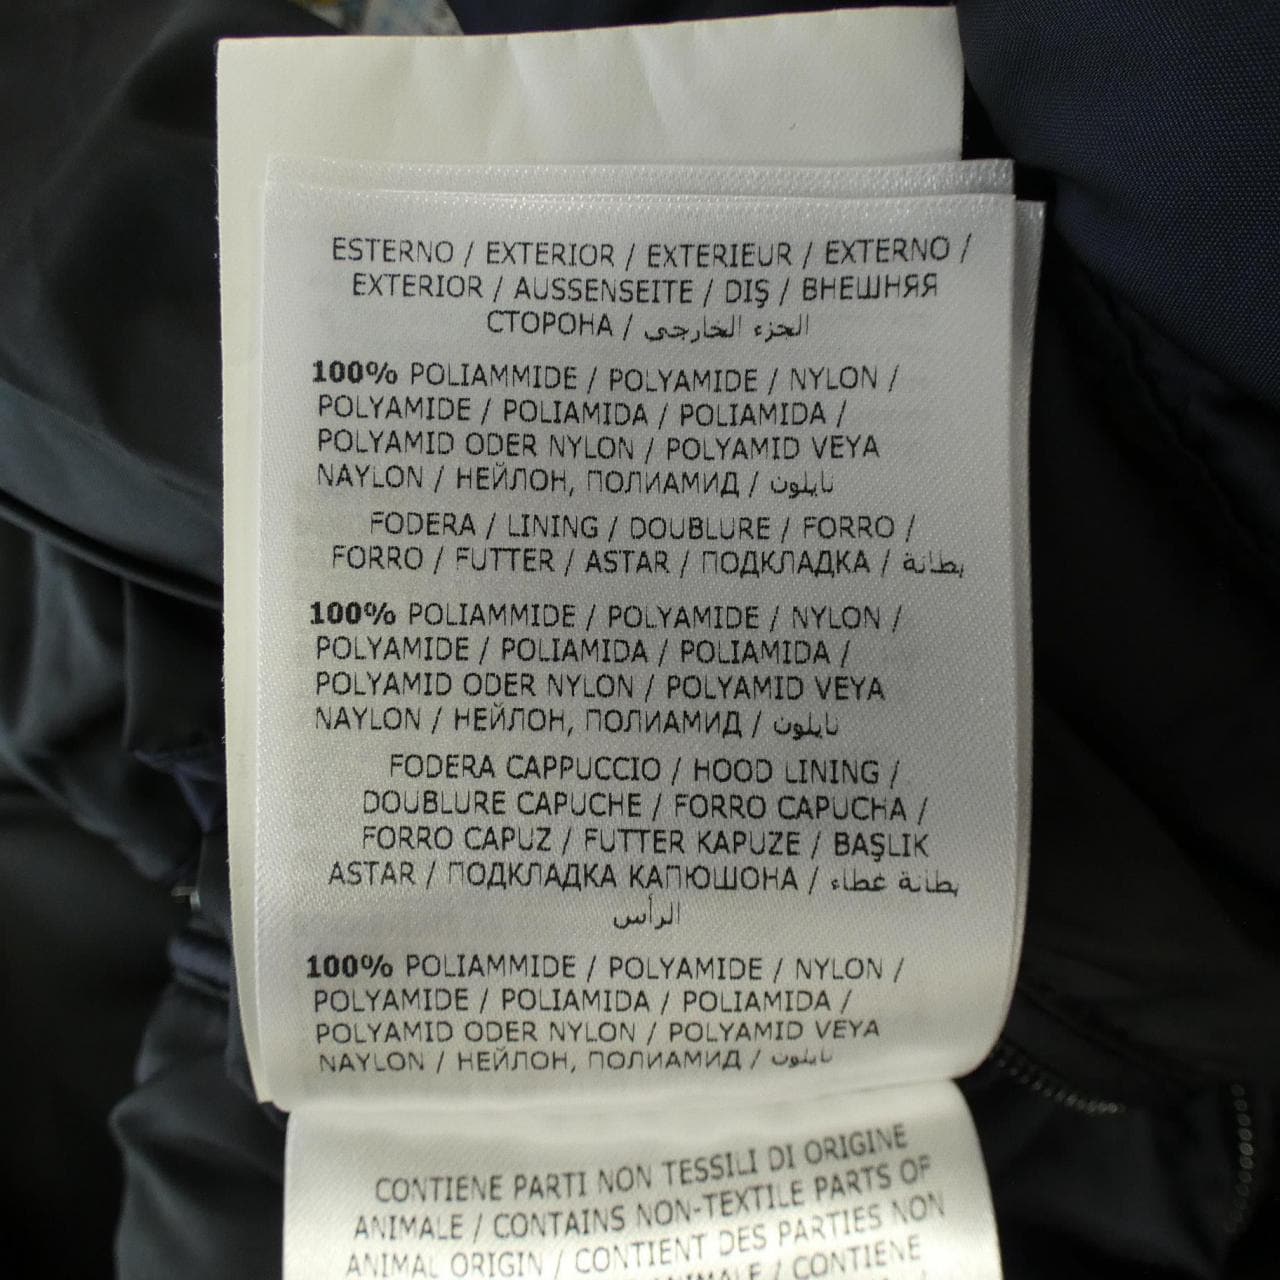 ESTERNO / EXTERIOR / EXTERIEUR / EXTERNO /
EXTERIOR / AUSSENSEITE / DIŞ / ВНЕШНЯЯ
СТОРОНА / الجزء الخارجي
100% POLIAMMIDE / POLYAMIDE / NYLON /
POLYAMIDE / POLIAMIDA / POLIAMIDA /
POLYAMID ODER NYLON / POLYAMID VEYA
NAYLON / НЕЙЛОН, ПОЛИАМИД / نايلون
FODERA / LINING / DOUBLURE / FORRO /
FORRO / FUTTER / ASTAR / ПОДКЛАДКА / بطانة
100% POLIAMMIDE / POLYAMIDE / NYLON /
POLYAMIDE / POLIAMIDA / POLIAMIDA /
POLYAMID ODER NYLON / POLYAMID VEYA
NAYLON / НЕЙЛОН, ПОЛИАМИД / نايلون
FODERA CAPPUCCIO / HOOD LINING /
DOUBLURE CAPUCHE / FORRO CAPUCHA /
FORRO CAPUZ / FUTTER KAPUZE / BAŞLIK
ASTAR / ПОДКЛАДКА КАПЮШОНА / بطانة غطاء
الرأس
100% POLIAMMIDE / POLYAMIDE / NYLON /
POLYAMIDE / POLIAMIDA / POLIAMIDA /
POLYAMID ODER NYLON / POLYAMID VEYA
NAYLON / НЕЙЛОН, ПОЛИАМИД / نايلون
CONTIENE PARTI NON TESSILI DI ORIGINE
ANIMALE / CONTAINS NON-TEXTILE PARTS OF
ANIMAL ORIGIN / CONTIENT DES PARTIES NON
ANIMALE / CONTIENE